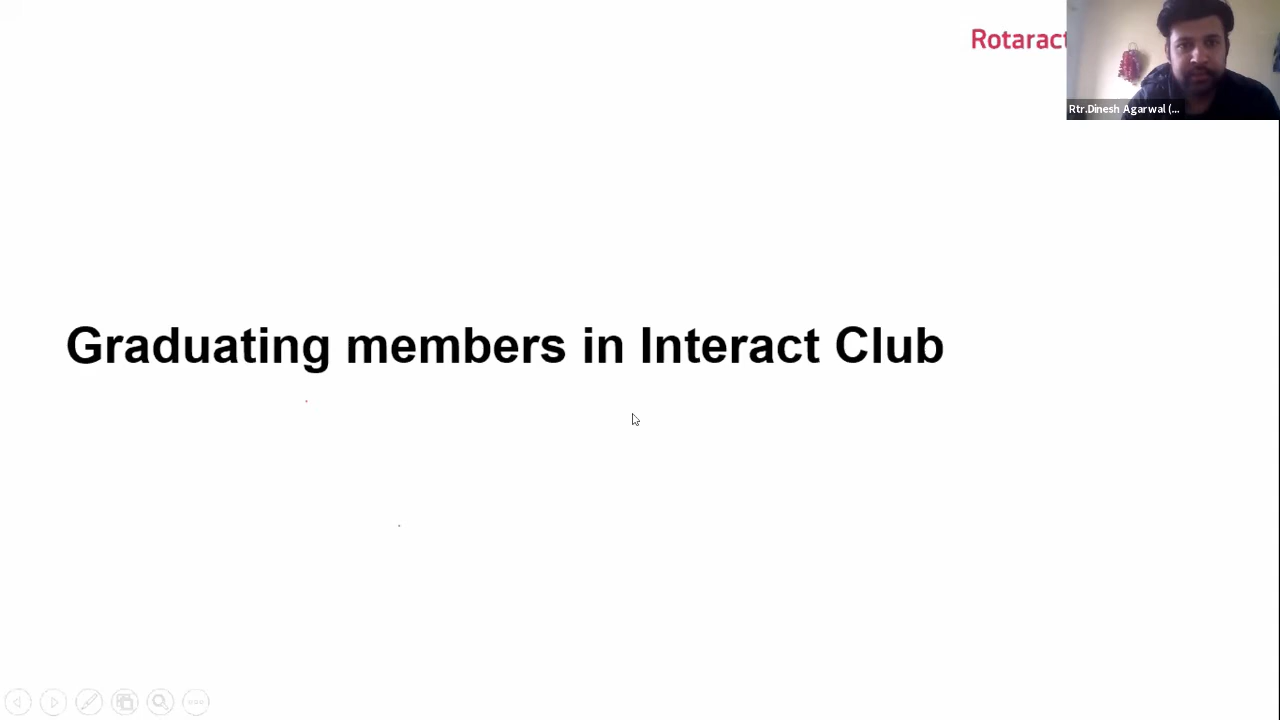 Rotaract
Rtr.Dinesh Agarwal (...
Graduating members in Interact Club